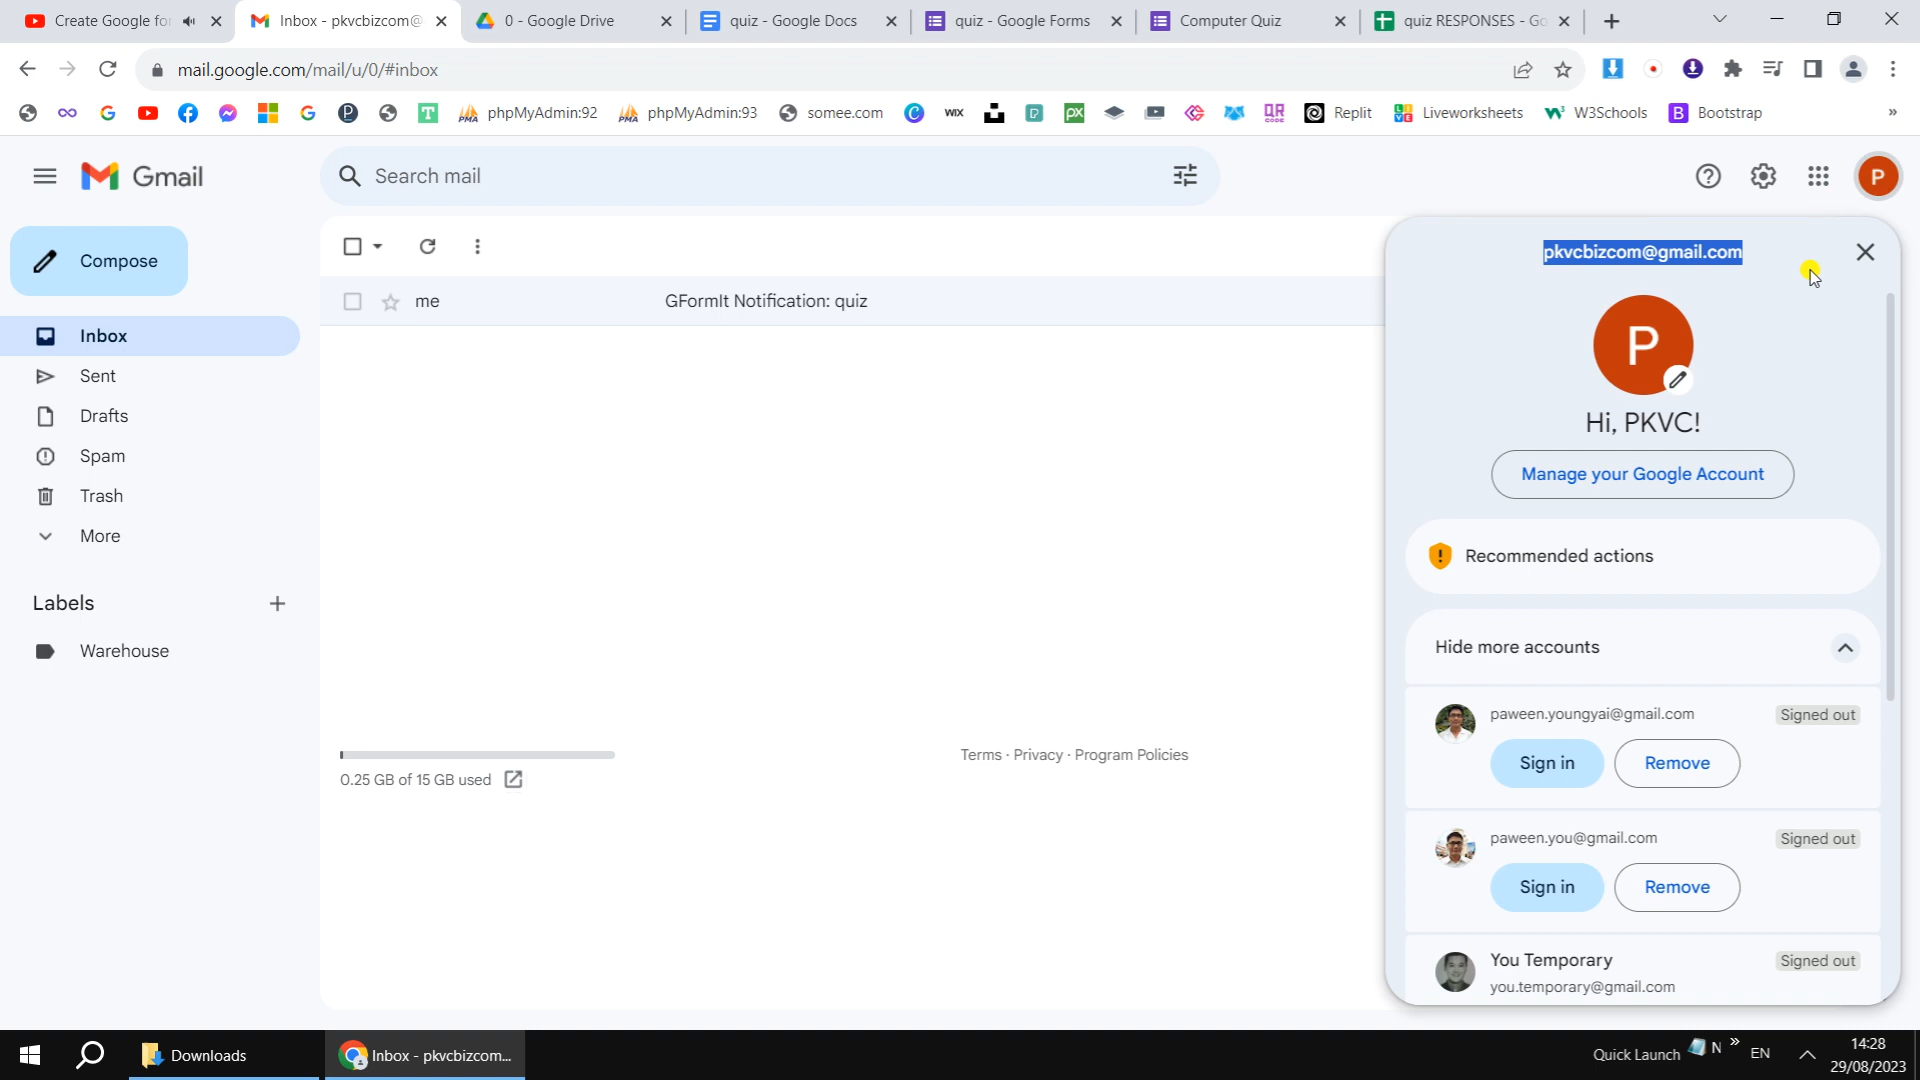 Create Google for
Inbox - pkvcbizcom@
0 - Google Drive
quiz - Google Docs
quiz - Google Forms
Computer Quiz
quiz RESPONSES - Go
mail.google.com/mail/u/0/#inbox
phpMyAdmin:92
phpMyAdmin:93
somee.com
WIX
Replit
Liveworksheets
W3Schools
Bootstrap
Gmail
Search mail
P
Compose
pkvcbizcom@gmail.com
me
GFormIt Notification: quiz
Inbox
Sent
Drafts
Spam
Trash
More
Labels
Warehouse
P
Hi, PKVC!
Manage your Google Account
Recommended actions
Hide more accounts
paween.youngyai@gmail.com
Signed out
Sign in
Remove
paween.you@gmail.com
Signed out
Sign in
Remove
You Temporary
Signed out
you.temporary@gmail.com
0.25 GB of 15 GB used
Terms · Privacy · Program Policies
Downloads
Inbox - pkvcbizcom...
Quick Launch
N
EN
14:28
29/08/2023